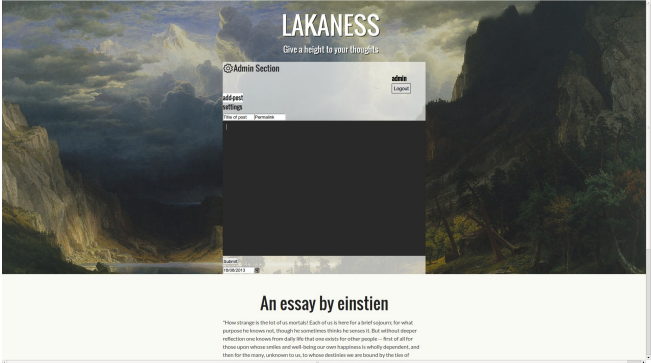 LAKANESS
Give a height to your thoughts
Admin Section
admin
Logout
add-post
settings
Title of post Permalink
Submit
10/06/2013
An essay by einstien
"How strange is the lot of us mortals! Each of us is here for a brief sojourn; for what
purpose he knows not, though he sometimes thinks he senses it. But without deeper
reflection one knows from daily life that one exists for other people -- first of all for
those upon whose smiles and well-being our own happiness is wholly dependent, and
then for the many, unknown to us, to whose destinies we are bound by the ties of